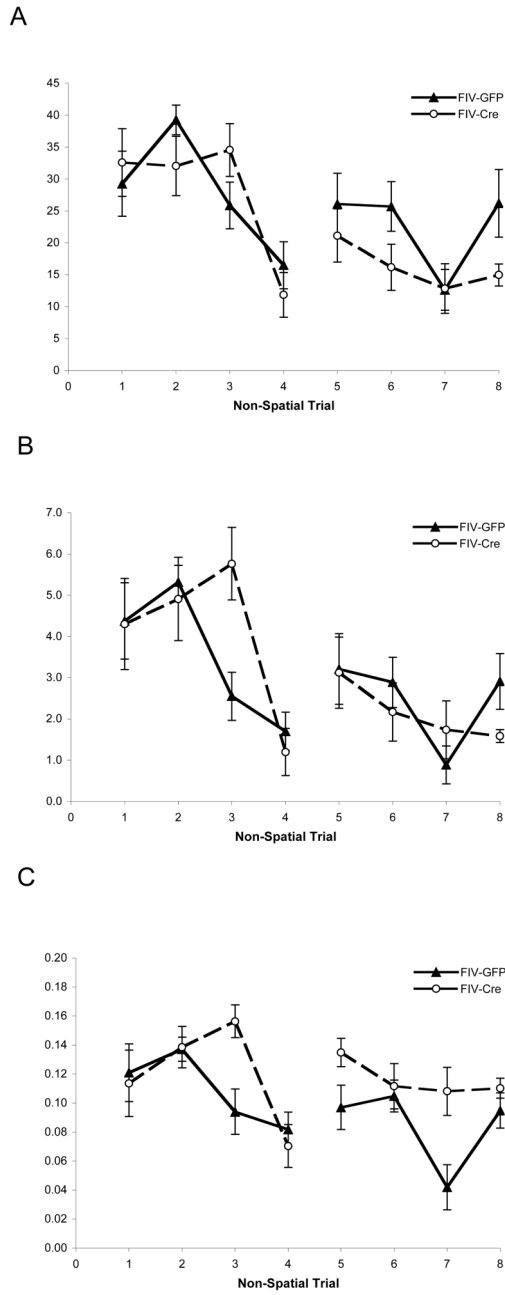 A
45
40
35
30
25
20
15
10
5
0
FIV-GFP
FIV-Cre
0 1 2 3 4 5 6 7 8
Non-Spatial Trial
B
7.0
6.0
5.0
4.0
3.0
2.0
1.0
0.0
FIV-GFP
FIV-Cre
0 1 2 3 4 5 6 7 8
Non-Spatial Trial
C
0.20
0.18
0.16
0.14
0.12
0.10
0.08
0.06
0.04
0.02
0.00
FIV-GFP
FIV-Cre
0 1 2 3 4 5 6 7 8
Non-Spatial Trial